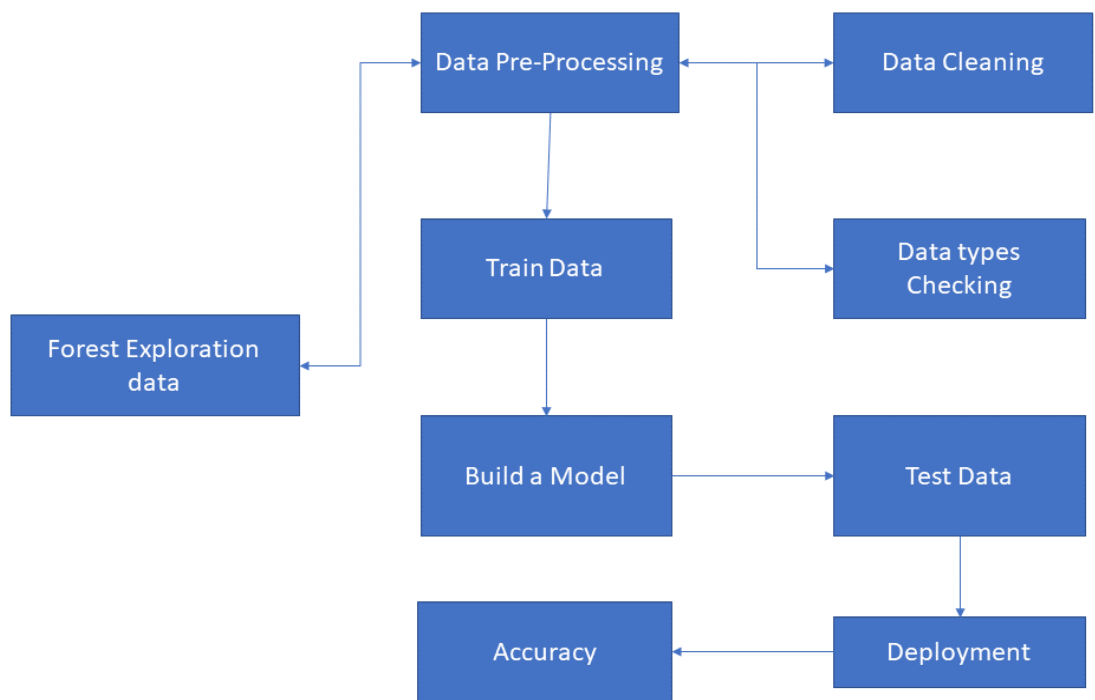 Data Pre-Processing
Data Cleaning
Train Data
Data types
Checking
Forest Exploration
data
Build a Model
Test Data
Accuracy
Deployment